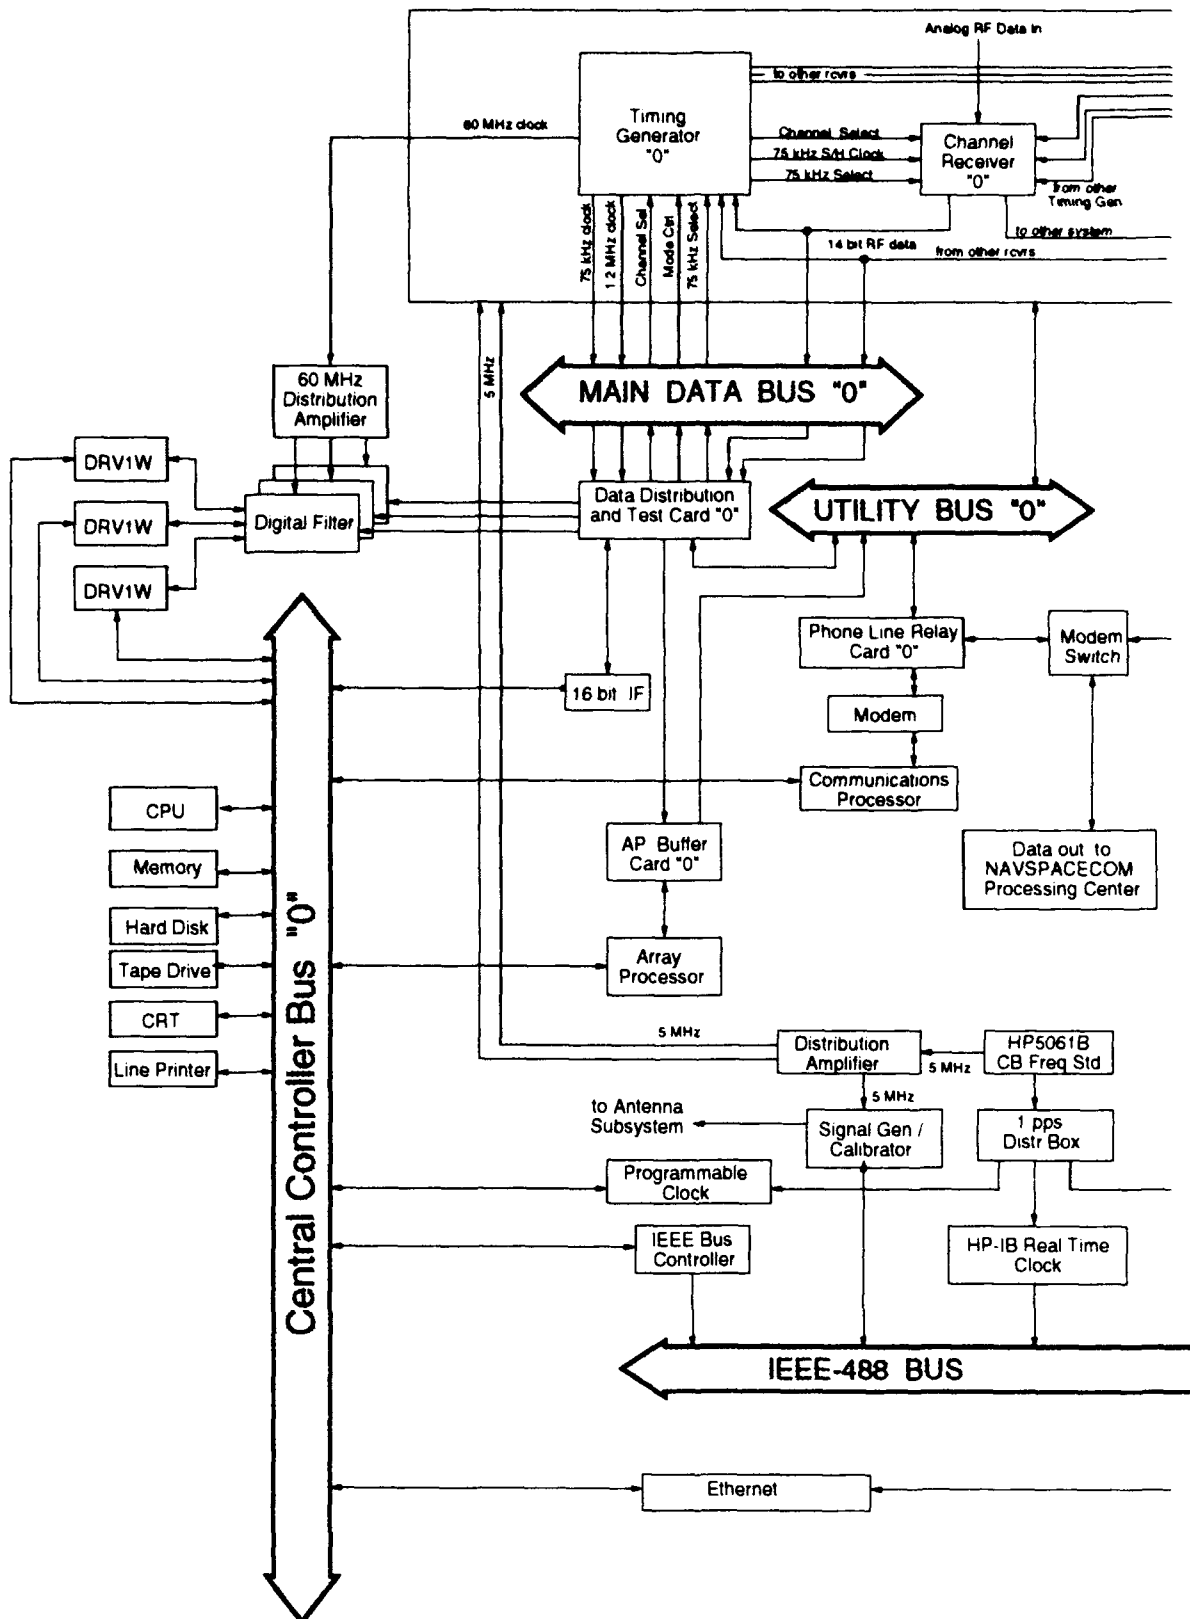 Analog RF Data In
to other rcvrs
Timing
Generator
"0"
60 MHz clock
Channel Select
75 kHz S/H Clock
75 kHz Select
Channel
Receiver
"0"
from other
Timing Gen
to other system
14 bit RF data
from other rcvrs
75 kHz clock
1 2 MHz clock
Channel Sel
Mode Ctrl
75 kHz Select
5 MHz
60 MHz
Distribution
Amplifier
MAIN DATA BUS "0"
DRV1W
DRV1W
DRV1W
Digital Filter
Data Distribution
and Test Card "0"
UTILITY BUS "0"
Phone Line Relay
Card "0"
Modem
Switch
16 bit IF
Modem
Communications
Processor
CPU
Memory
Hard Disk
Tape Drive
CRT
Line Printer
Central Controller Bus "0"
AP Buffer
Card "0"
Data out to
NAVSPACECOM
Processing Center
Array
Processor
5 MHz
Distribution
Amplifier
5 MHz
HP5061B
CB Freq Std
5 MHz
to Antenna
Subsystem
Signal Gen /
Calibrator
1 pps
Distr Box
Programmable
Clock
IEEE Bus
Controller
HP-IB Real Time
Clock
IEEE-488 BUS
Ethernet